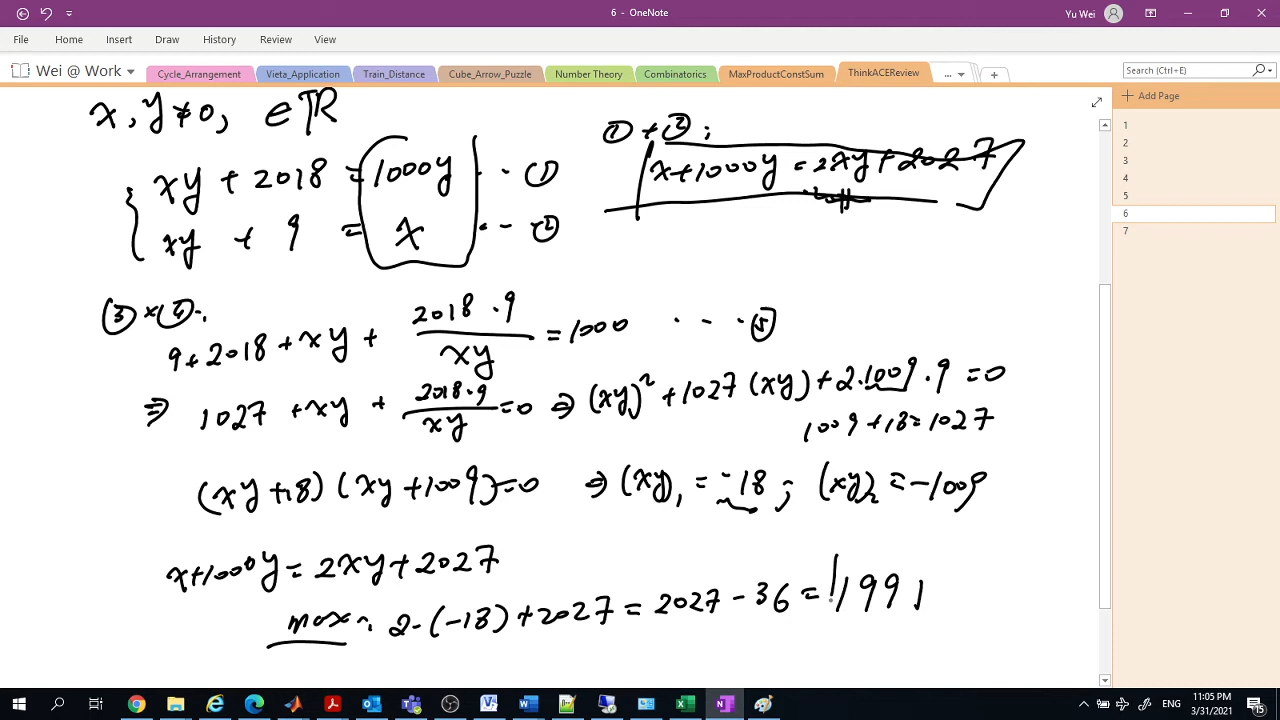 6 - OneNote
Yu Wei
File Home Insert Draw History Review View
Wei @ Work
Cycle_Arrangement Vieta_Application Train_Distance Cube_Arrow_Puzzle Number Theory Combinatorics MaxProductConstSum ThinkACEReview ...
Search (Ctrl+E)
Add Page
1
2
3
4
5
6
7
x, y ≠ 0, ∈ ℝ
xy + 2018 = 1000y ·· ①
xy + 9 = x ·-- ②
① + ② :
x + 1000y = 2xy + 2027
③ × ④ :
9 + 2018 + xy + 2018 · 9 / xy = 1000 · - · ⑤
⇒ 1027 + xy + 2018 · 9 / xy = 0 ⇒ (xy)² + 1027 (xy) + 2 · 1009 · 9 = 0
1009 + 18 = 1027
(xy + 18) (xy + 1009) = 0 ⇒ (xy)₁ = -18 ; (xy)₂ = -1009
x + 1000y = 2xy + 2027
max : 2 · (-18) + 2027 = 2027 - 36 = 1991
ENG
11:05 PM
3/31/2021
15